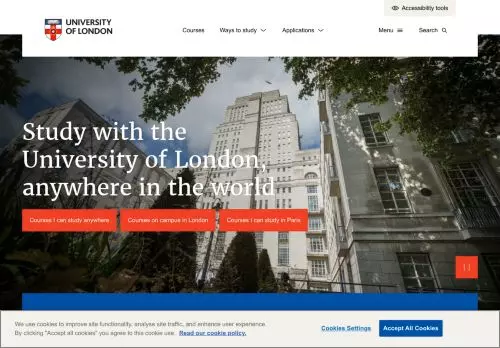 Accessibility tools
UNIVERSITY
OF LONDON
Courses
Ways to study
Applications
Menu
Search
Study with the
University of London,
anywhere in the world
Courses I can study anywhere
Courses on campus in London
Courses I can study in Paris
We use cookies to improve site functionality, analyse site traffic, and enhance user experience.
By clicking "Accept all cookies" you agree to this cookie use. Read our cookie policy.
Cookies Settings
Accept All Cookies